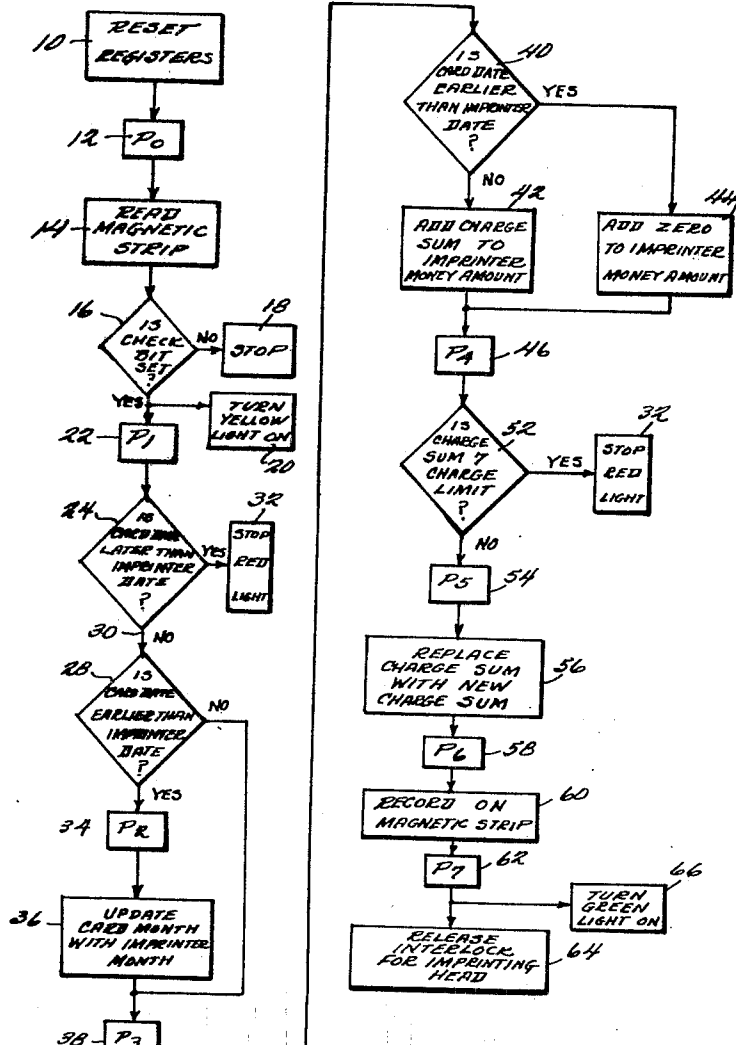 10
RESET
REGISTERS
12
P0
14
READ
MAGNETIC
STRIP
16
IS
CHECK
BIT
SET
?
NO
18
STOP
YES
TURN
YELLOW
LIGHT ON
20
22
P1
24
IS
CARD DATE
LATER THAN
IMPRINTER
DATE
?
YES
32
STOP
RED
LIGHT
30
NO
28
IS
CARD DATE
EARLIER THAN
IMPRINTER
DATE
?
NO
YES
34
P2
36
UPDATE
CARD MONTH
WITH IMPRINTER
MONTH
38
P3
40
IS
CARD DATE
EARLIER
THAN IMPRINTER
DATE
?
YES
NO
42
ADD CHARGE
SUM TO
IMPRINTER
MONEY AMOUNT
44
ADD ZERO
TO IMPRINTER
MONEY AMOUNT
P4
46
IS
CHARGE
SUM 7
CHARGE
LIMIT
?
52
YES
32
STOP
RED
LIGHT
NO
P5
54
REPLACE
CHARGE SUM
WITH NEW
CHARGE SUM
56
P6
58
RECORD ON
MAGNETIC STRIP
60
P7
62
66
TURN
GREEN
LIGHT ON
RELEASE
INTERLOCK
FOR IMPRINTING
HEAD
64